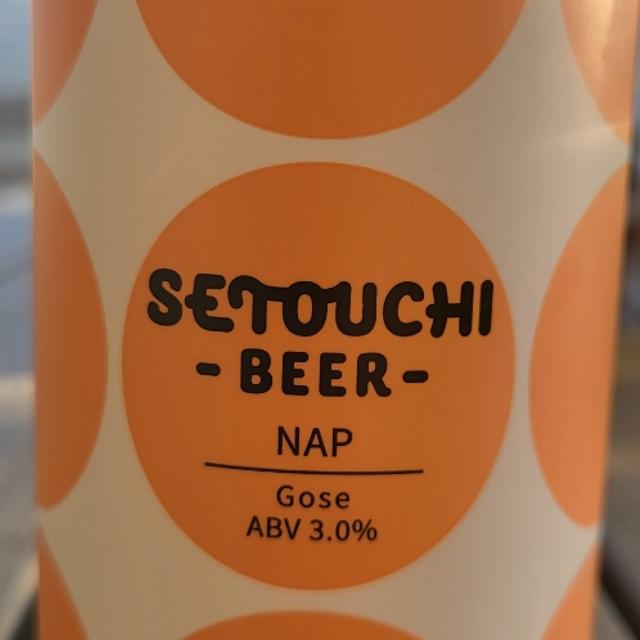 SETOUCHI
- BEER -
NAP
Gose
ABV 3.0%